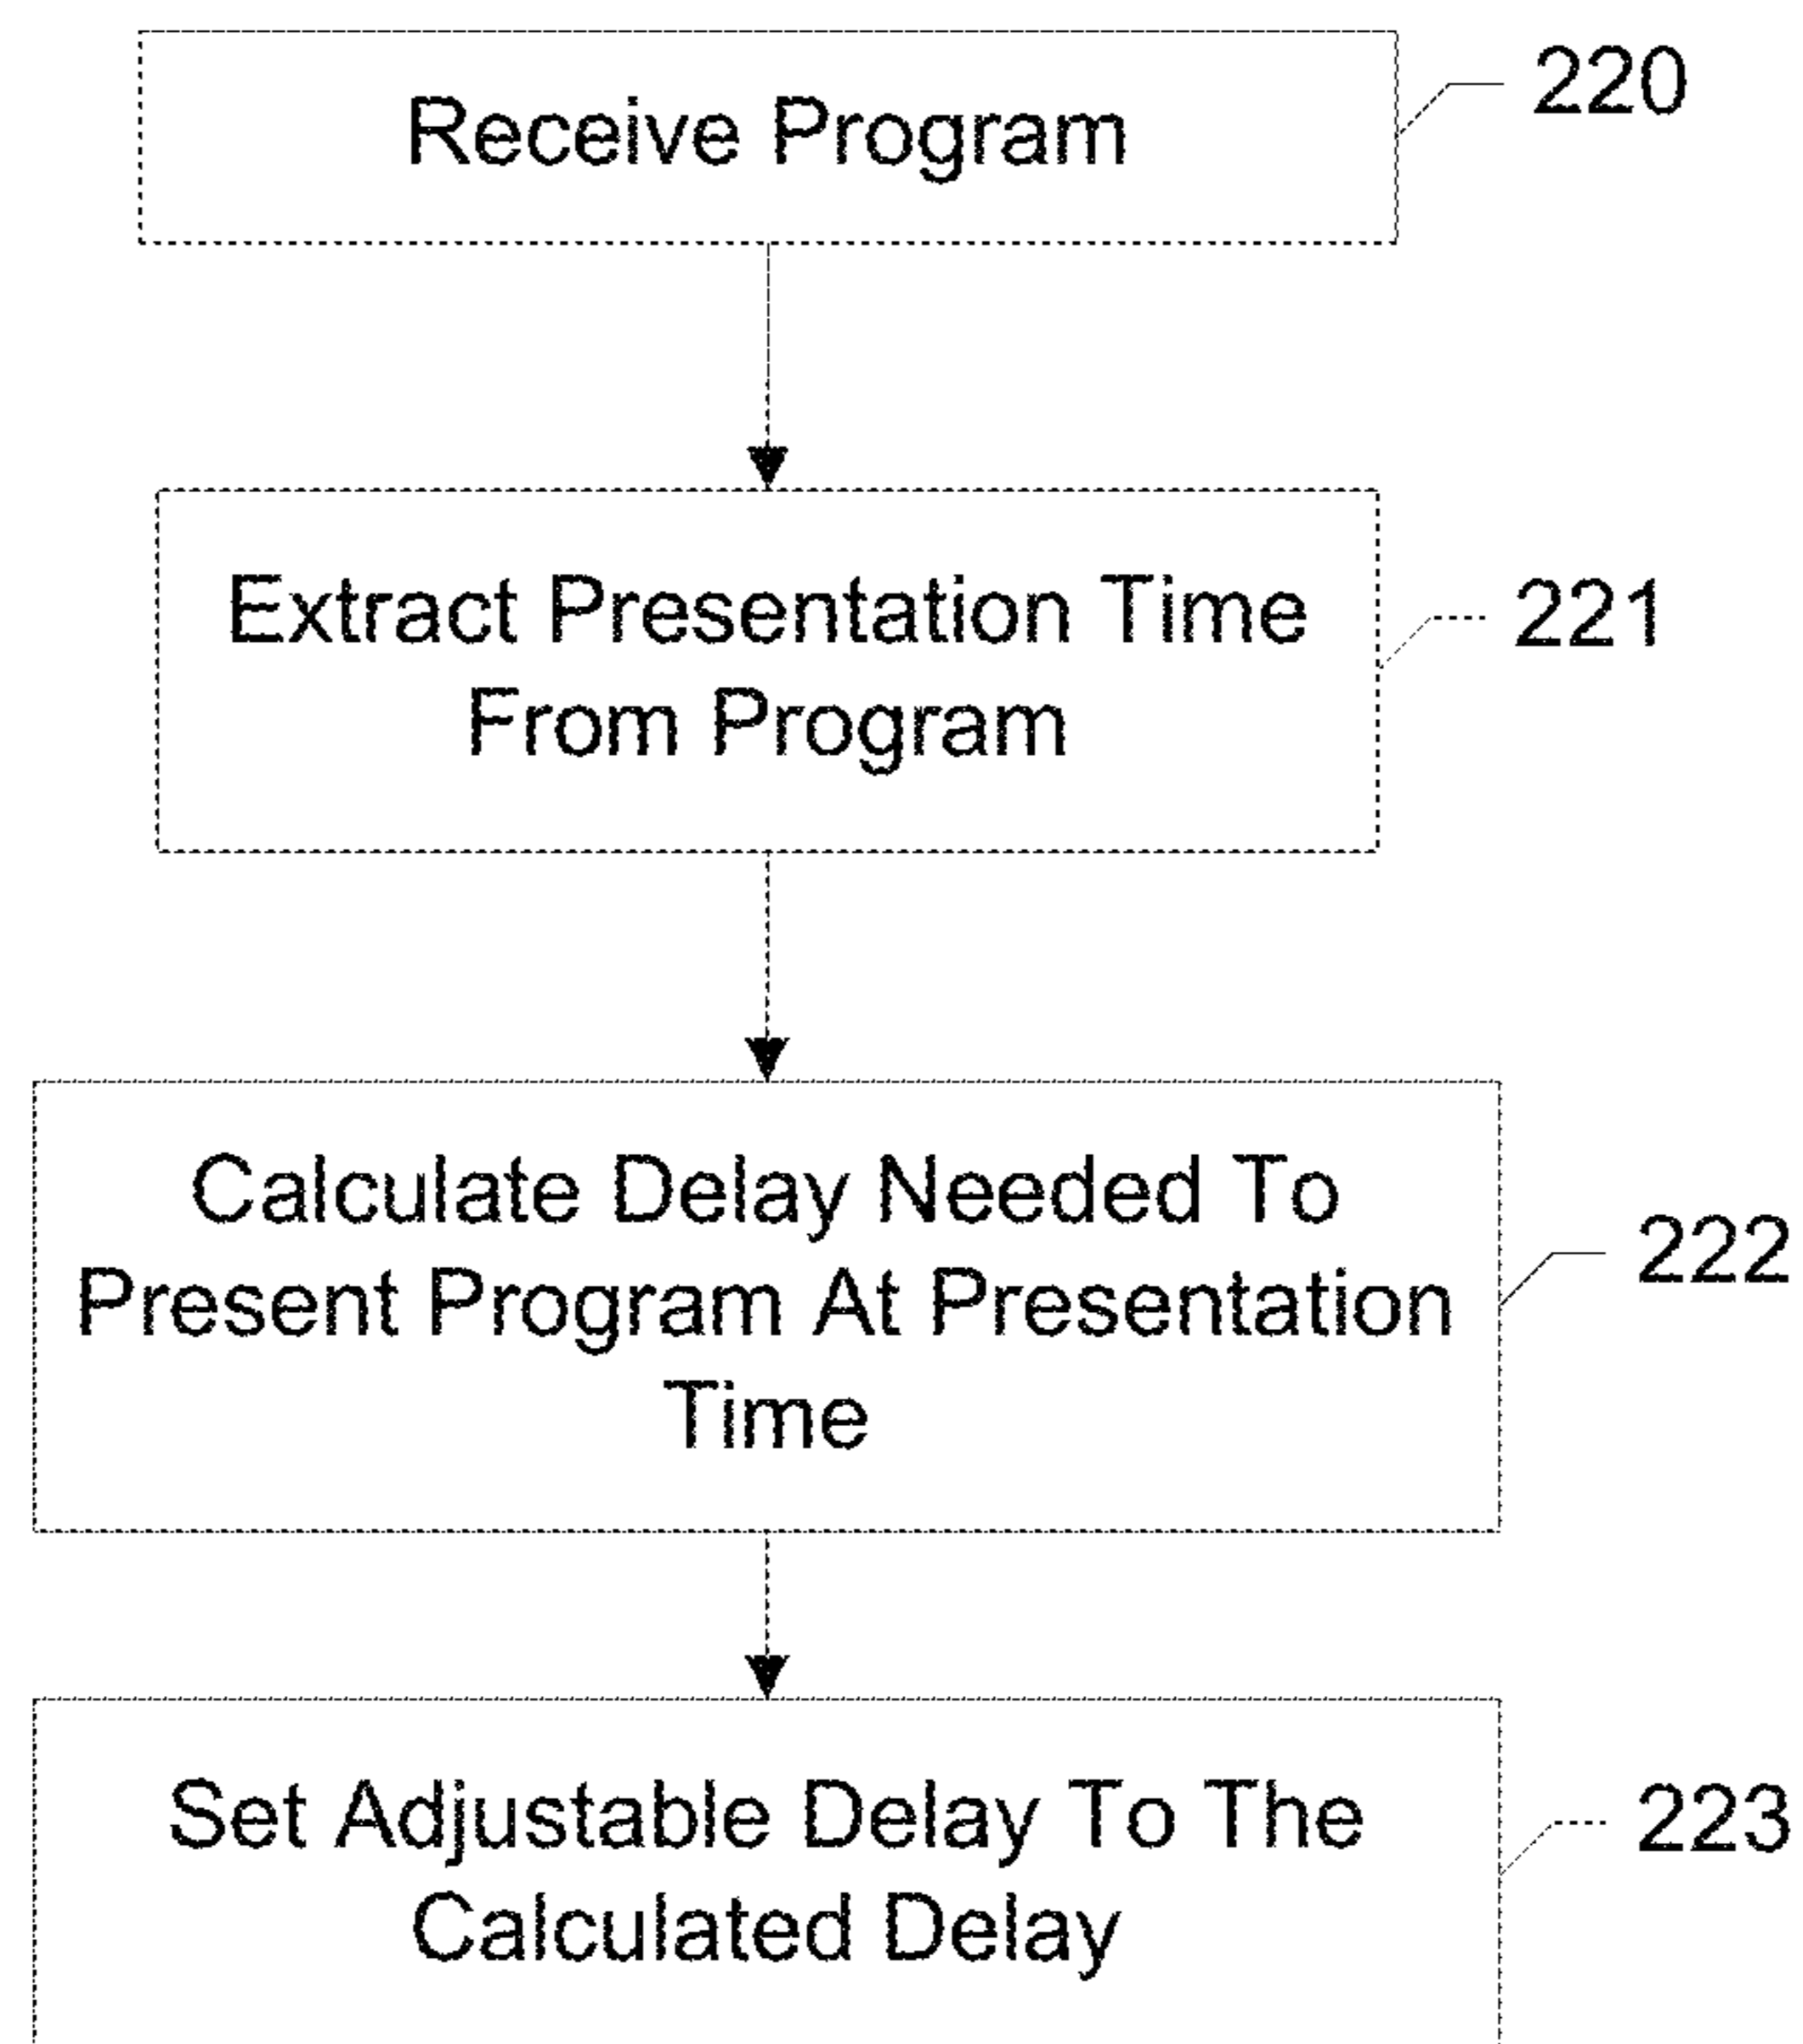 Receive Program
220
Extract Presentation Time
From Program
221
Calculate Delay Needed To
Present Program At Presentation
Time
222
Set Adjustable Delay To The
Calculated Delay
223